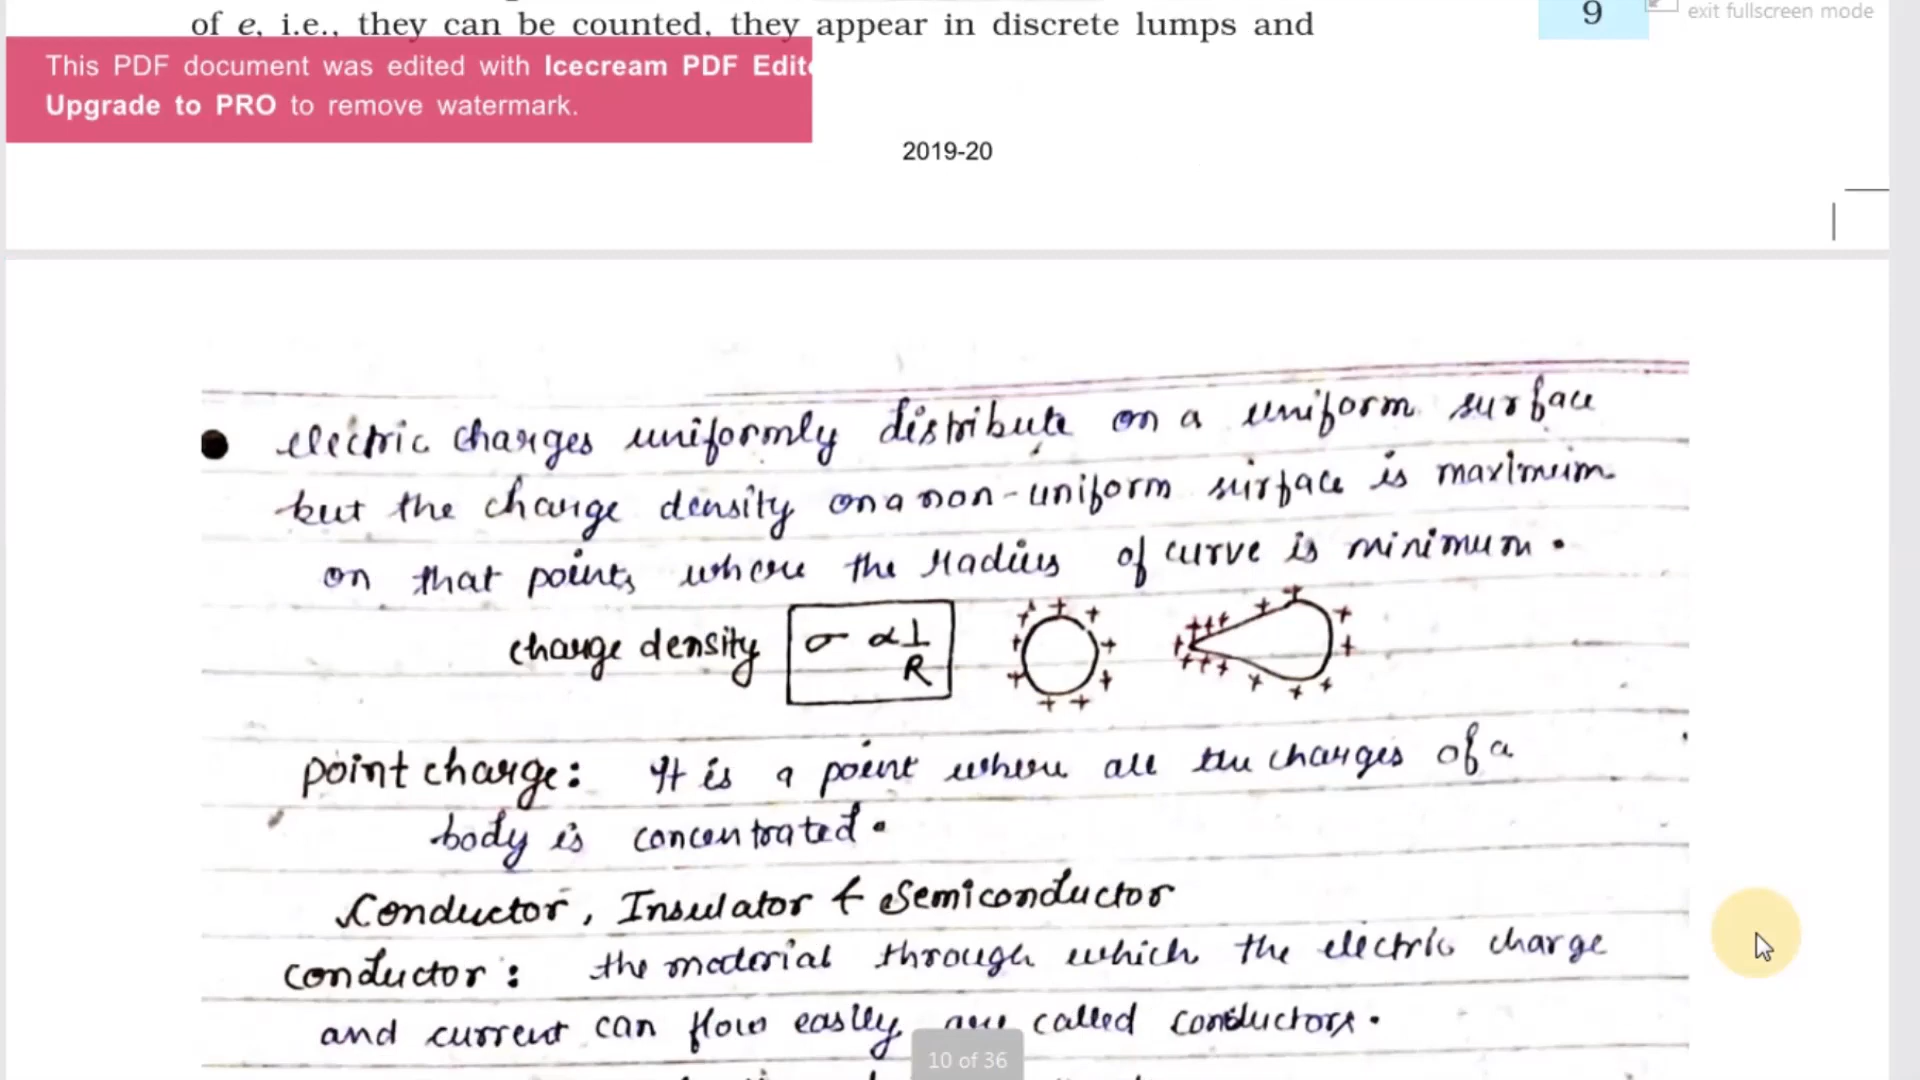 of e, i.e., they can be counted, they appear in discrete lumps and
9
exit fullscreen mode
This PDF document was edited with Icecream PDF Edito
Upgrade to PRO to remove watermark.
2019-20
electric charges uniformly distribute on a uniform surface
but the charge density on a non-uniform surface is maximum
on that points where the radius of curve is minimum.
charge density σ ∝ 1/R
point charge: It is a point where all the charges of a
body is concentrated.
Conductor, Insulator & Semiconductor
conductor: the material through which the electric charge
and current can flow easley are called conductors.
10 of 36